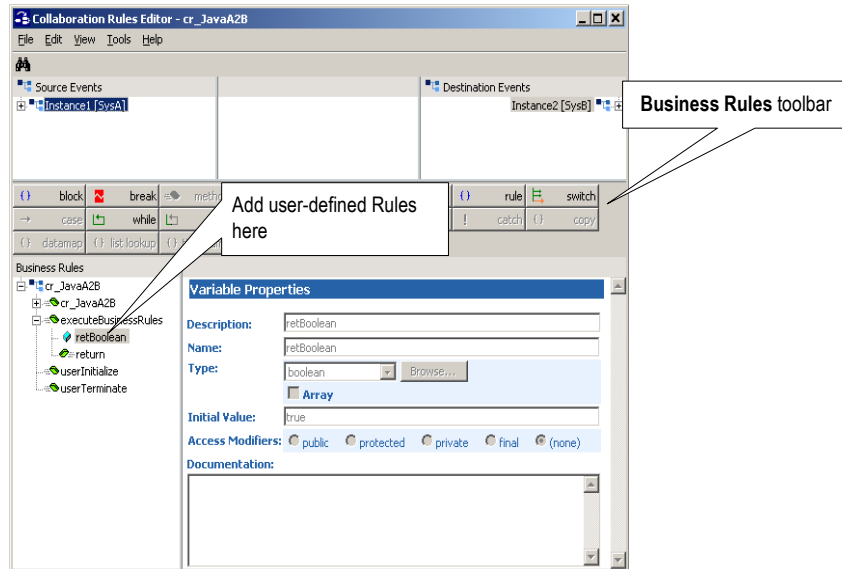 Collaboration Rules Editor - cr_JavaA2B
File Edit View Tools Help
Source Events
Destination Events
Instance1 [SysA]
Instance2 [SysB]
Business Rules toolbar
block break rule switch
Add user-defined Rules
here
case while catch copy
datamap list lookup
Business Rules
cr_JavaA2B
cr_JavaA2B
executeBusinessRules
retBoolean
return
userInitialize
userTerminate
Variable Properties
Description: retBoolean
Name: retBoolean
Type: boolean Browse...
Array
Initial Value: true
Access Modifiers: public protected private final (none)
Documentation: